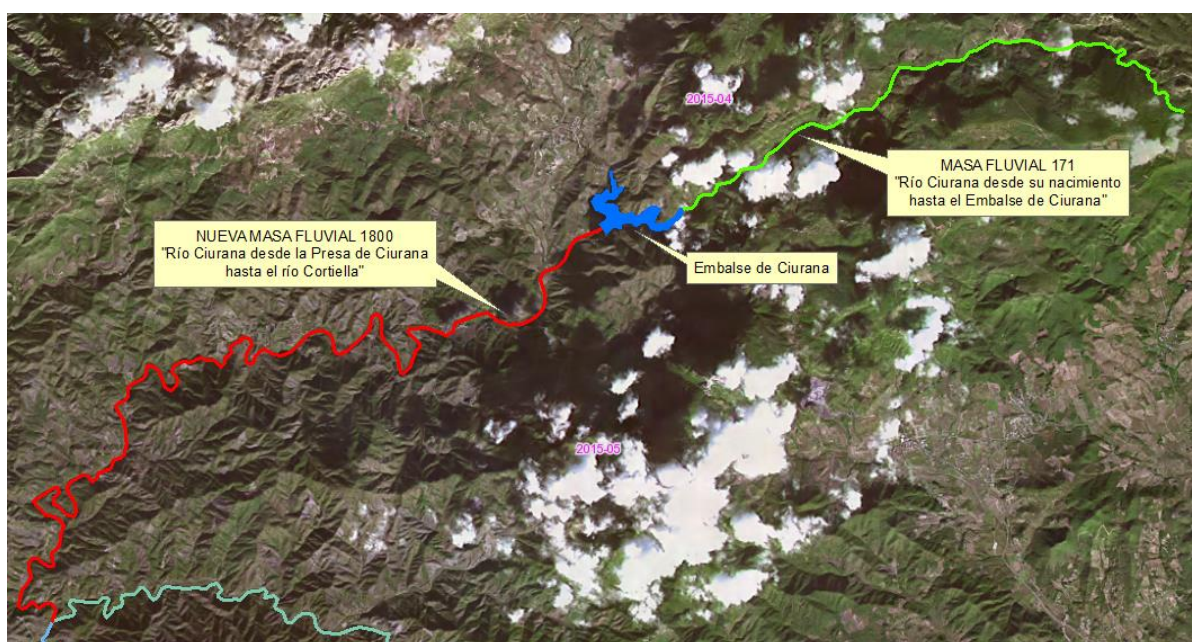 2015-04
MASA FLUVIAL 171
"Río Ciurana desde su nacimiento
hasta el Embalse de Ciurana"
NUEVA MASA FLUVIAL 1800
"Río Ciurana desde la Presa de Ciurana
hasta el río Cortiella"
Embalse de Ciurana
2015-05